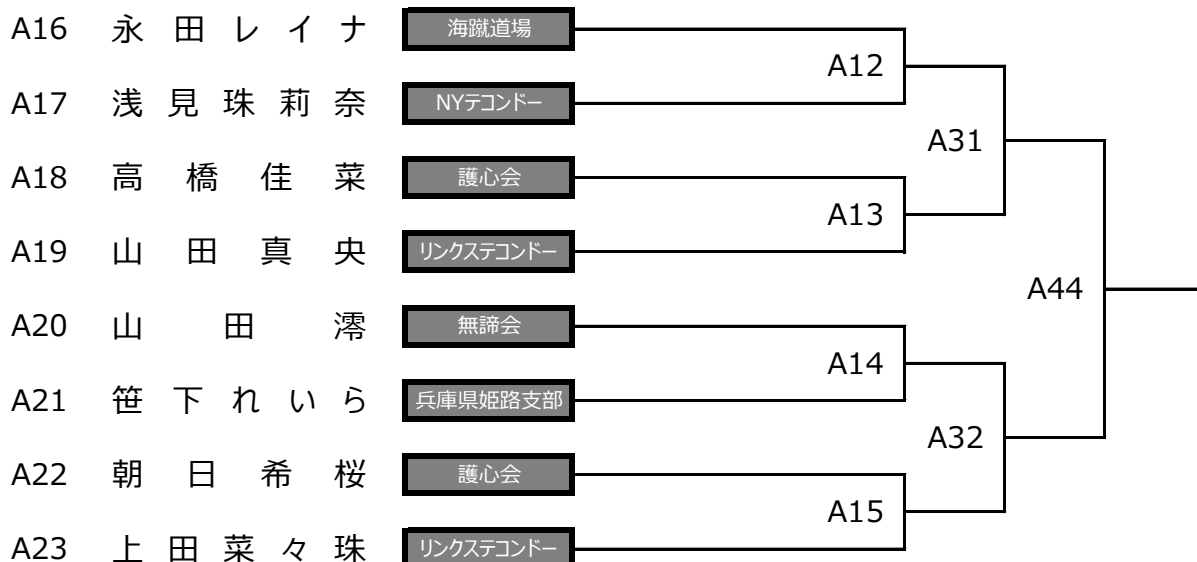 A16 永田レイナ 海蹴道場
A12
A17 浅見珠莉奈 NYテコンドー
A31
A18 高橋佳菜 護心会
A13
A19 山田真央 リンクステコンドー
A44
A20 山田澪 無諦会
A14
A21 笹下れいら 兵庫県姫路支部
A32
A22 朝日希桜 護心会
A15
A23 上田菜々珠 リンクステコンドー